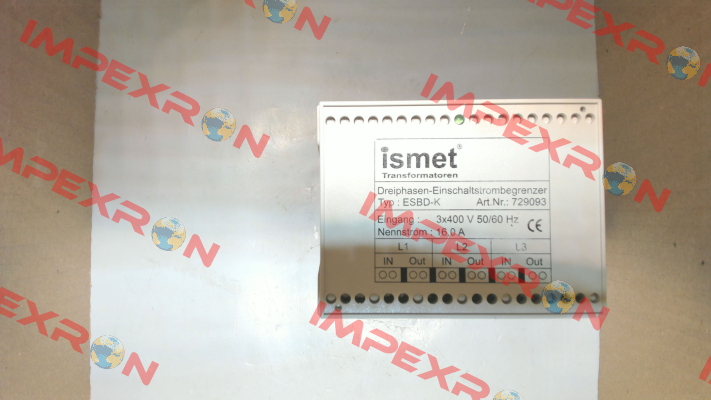 IMPEXRON
IMPEXRON
IMPEXRON
IMPEXRON
IMPEXRON
IMPEXRON
ismet®
Transformatoren
Dreiphasen-Einschaltstrombegrenzer
Typ : ESBD-K Art.Nr.: 729093
Eingang : 3x400 V 50/60 Hz
Nennstrom : 16,0 A
CE
L1 L2 L3
IN Out IN Out IN Out